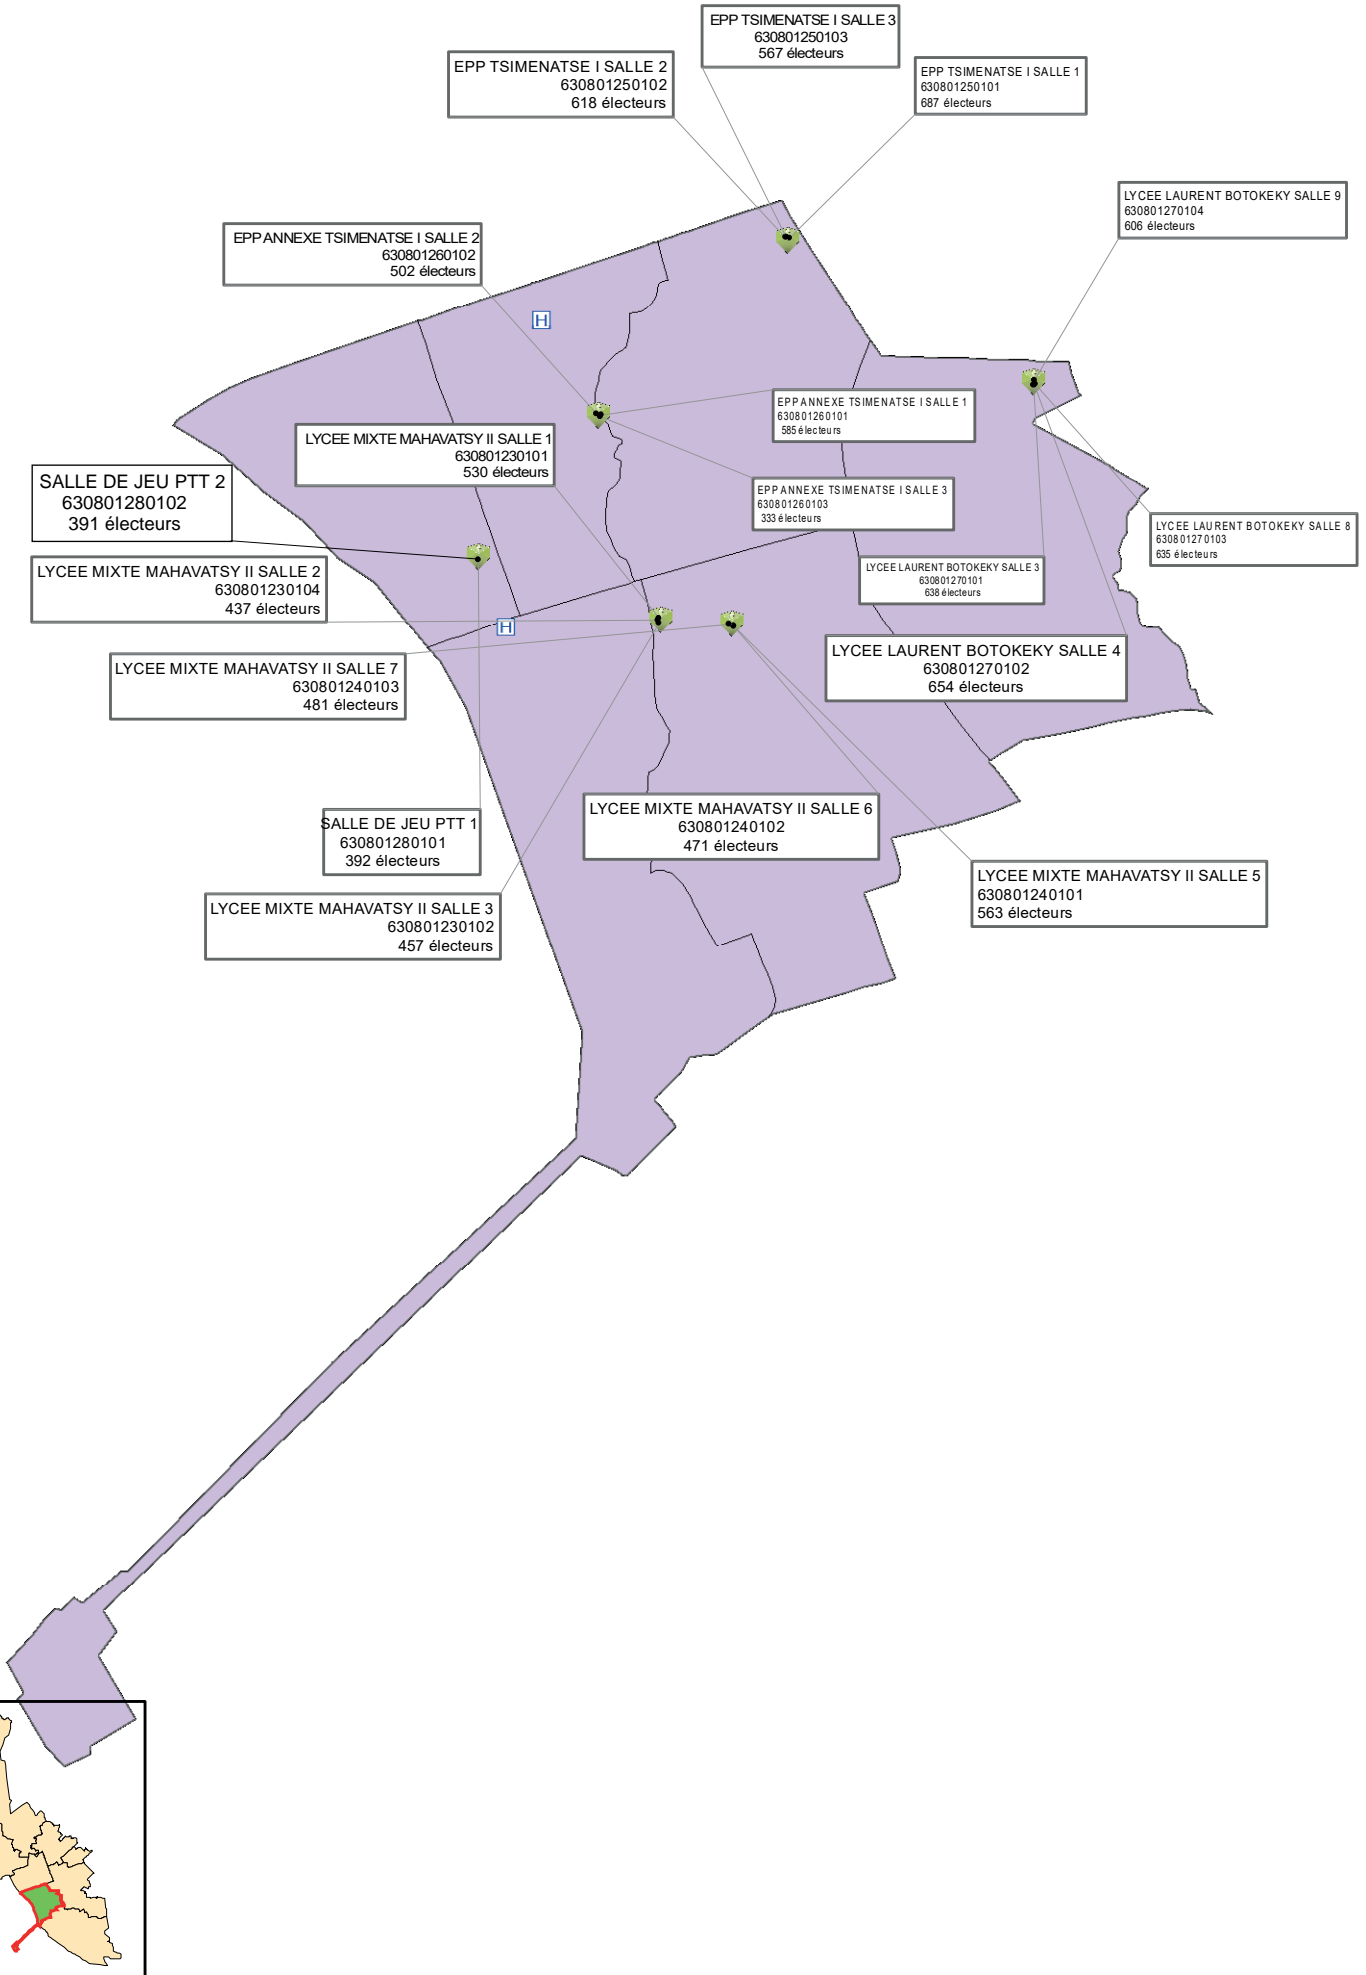 EPP TSIMENATSE I SALLE 3
630801250103
567 électeurs
EPP TSIMENATSE I SALLE 2
630801250102
618 électeurs
EPP TSIMENATSE I SALLE 1
630801250101
687 électeurs
LYCEE LAURENT BOTOKEKY SALLE 9
630801270104
606 électeurs
EPP ANNEXE TSIMENATSE I SALLE 2
630801260102
502 électeurs
H
EPP ANNEXE TSIMENATSE I SALLE 1
630801260101
585 électeurs
LYCEE MIXTE MAHAVATSY II SALLE 1
630801230101
530 électeurs
SALLE DE JEU PTT 2
630801280102
391 électeurs
EPP ANNEXE TSIMENATSE I SALLE 3
630801260103
333 électeurs
LYCEE LAURENT BOTOKEKY SALLE 8
630801270103
635 électeurs
LYCEE MIXTE MAHAVATSY II SALLE 2
630801230104
437 électeurs
LYCEE LAURENT BOTOKEKY SALLE 3
630801270101
638 électeurs
H
LYCEE LAURENT BOTOKEKY SALLE 4
630801270102
654 électeurs
LYCEE MIXTE MAHAVATSY II SALLE 7
630801240103
481 électeurs
LYCEE MIXTE MAHAVATSY II SALLE 6
630801240102
471 électeurs
SALLE DE JEU PTT 1
630801280101
392 électeurs
LYCEE MIXTE MAHAVATSY II SALLE 5
630801240101
563 électeurs
LYCEE MIXTE MAHAVATSY II SALLE 3
630801230102
457 électeurs